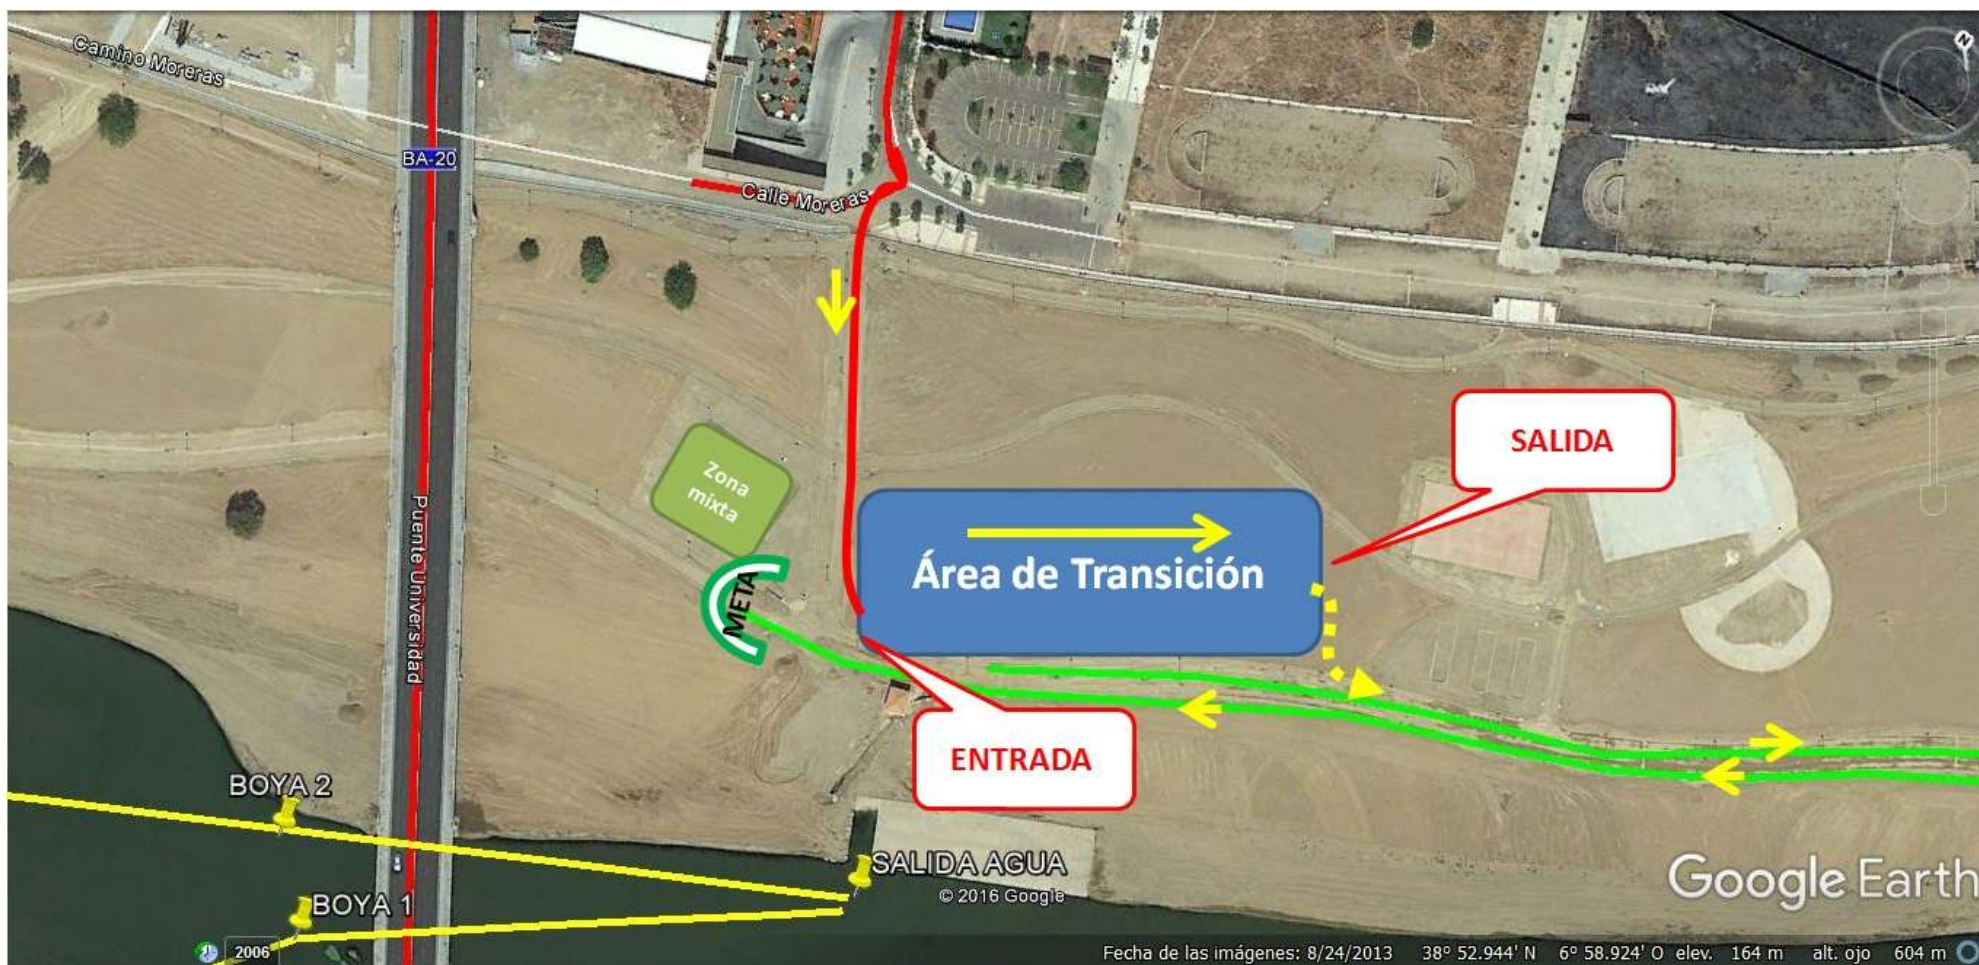 Camino Moreras
BA-20
Calle Moreras
SALIDA
Zona
mixta
Área de Transición
META
Puente Universidad
ENTRADA
BOYA 2
SALIDA AGUA
© 2016 Google
BOYA 1
Google Earth
2006
Fecha de las imágenes: 8/24/2013 38° 52.944' N 6° 58.924' O elev. 164 m alt. ojo 604 m
N